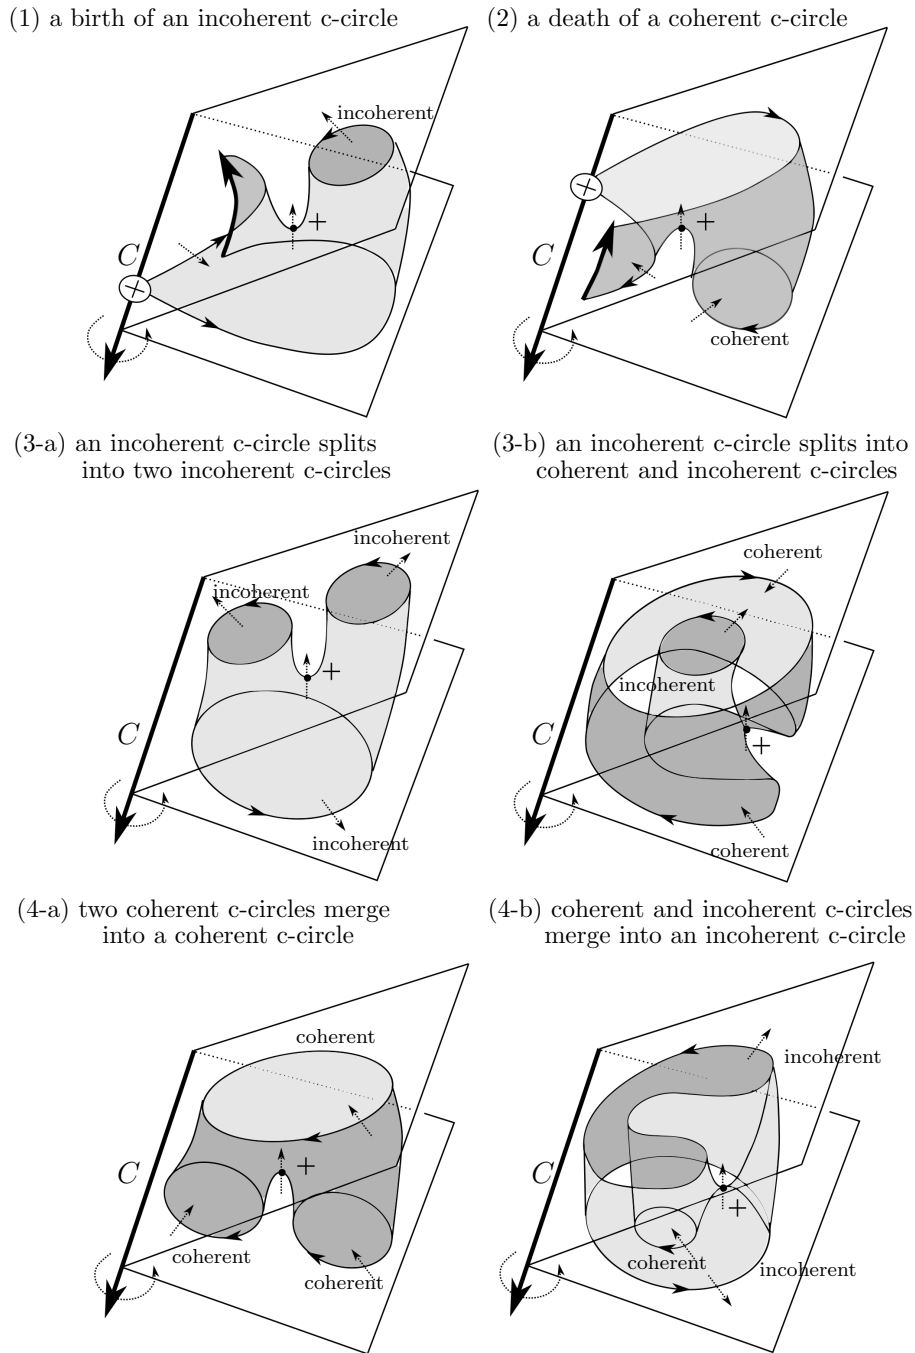 (1) a birth of an incoherent c-circle
(2) a death of a coherent c-circle
incoherent
+
C
+
+
C
+
coherent
(3-a) an incoherent c-circle splits
into two incoherent c-circles
(3-b) an incoherent c-circle splits into
coherent and incoherent c-circles
incoherent
incoherent
+
C
incoherent
coherent
incoherent
C
+
coherent
(4-a) two coherent c-circles merge
into a coherent c-circle
(4-b) coherent and incoherent c-circles
merge into an incoherent c-circle
coherent
+
C
coherent
coherent
incoherent
C
+
coherent
incoherent